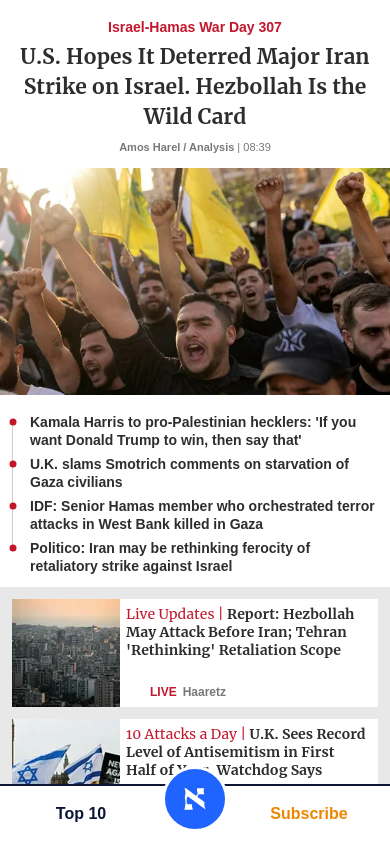 Israel-Hamas War Day 307
U.S. Hopes It Deterred Major Iran
Strike on Israel. Hezbollah Is the
Wild Card
Amos Harel / Analysis | 08:39
Kamala Harris to pro-Palestinian hecklers: 'If you
want Donald Trump to win, then say that'
U.K. slams Smotrich comments on starvation of
Gaza civilians
IDF: Senior Hamas member who orchestrated terror
attacks in West Bank killed in Gaza
Politico: Iran may be rethinking ferocity of
retaliatory strike against Israel
Live Updates | Report: Hezbollah
May Attack Before Iran; Tehran
'Rethinking' Retaliation Scope
LIVE Haaretz
10 Attacks a Day | U.K. Sees Record
Level of Antisemitism in First
Half of Watchdog Says
Top 10
Subscribe